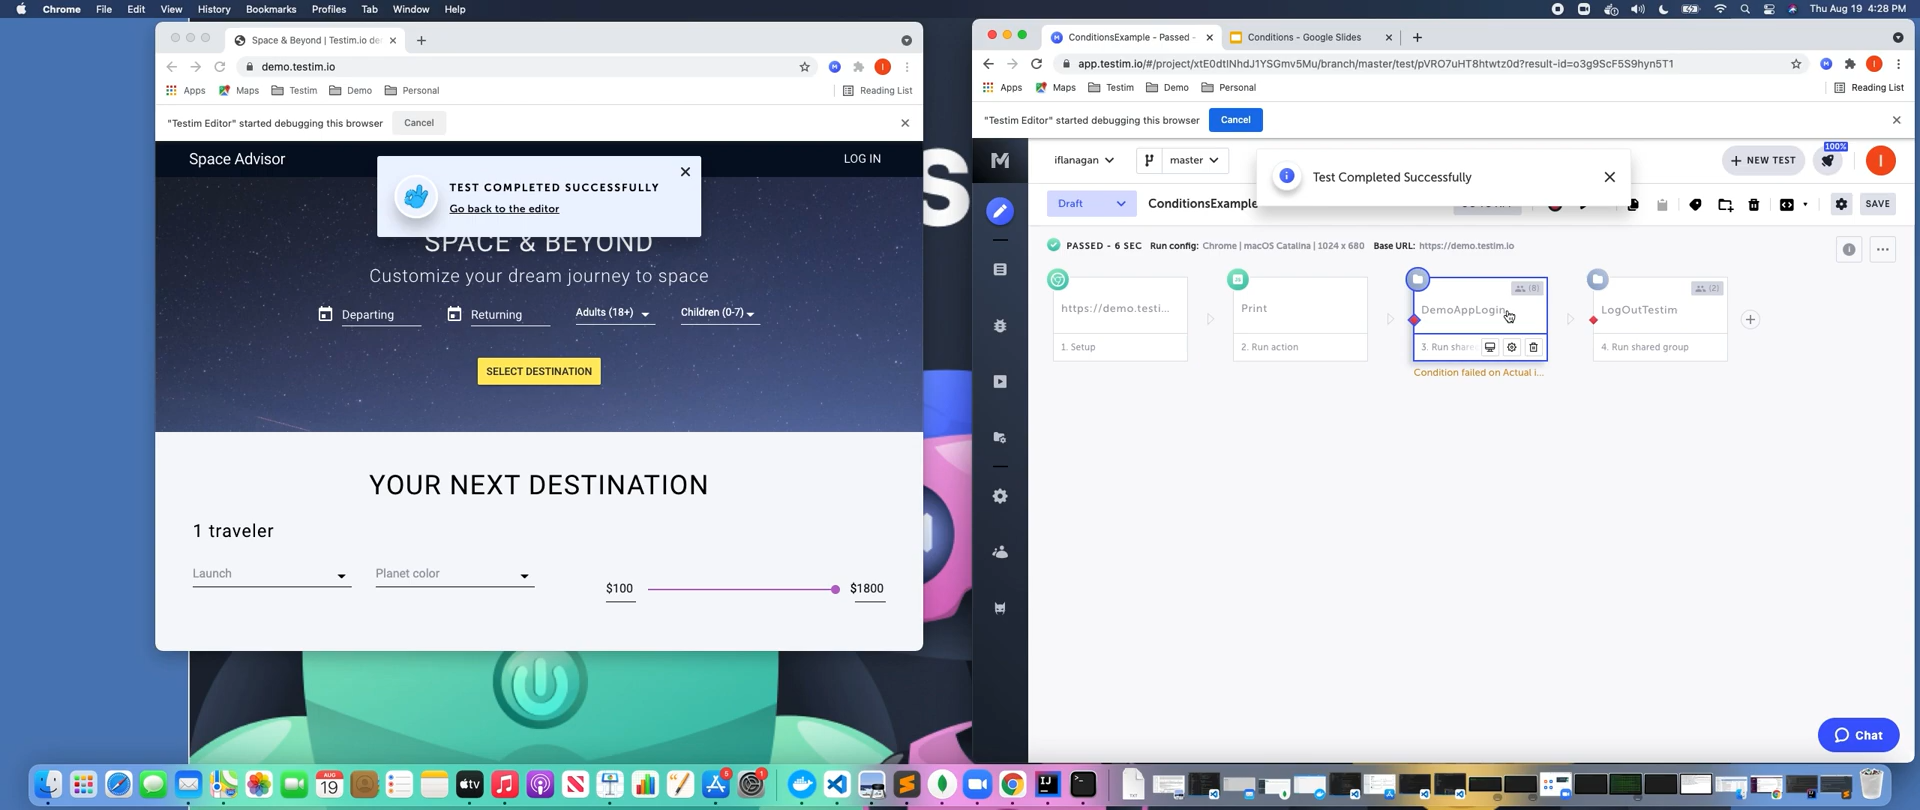 Chrome File Edit View History Bookmarks Profiles Tab Window Help
Thu Aug 19 4:28 PM
Space & Beyond | Testim.io de
demo.testim.io
Apps Maps Testim Demo Personal Reading List
"Testim Editor" started debugging this browser Cancel
Space Advisor LOG IN
TEST COMPLETED SUCCESSFULLY
Go back to the editor
SPACE & BEYOND
Customize your dream journey to space
Departing Returning Adults (18+) Children (0-7)
SELECT DESTINATION
YOUR NEXT DESTINATION
1 traveler
Launch Planet color
$100 $1800
ConditionsExample - Passed - Conditions - Google Slides
app.testim.io/#/project/xtE0dtlNhdJ1YSGmv5Mu/branch/master/test/pVRO7uHT8htwtz0d?result-id=o3g9ScF5S9hyn5T1
Apps Maps Testim Demo Personal Reading List
"Testim Editor" started debugging this browser Cancel
iflanagan master
Test Completed Successfully
NEW TEST 100% I
Draft ConditionsExample SAVE
PASSED - 6 SEC Run config: Chrome | macOS Catalina | 1024 x 680 Base URL: https://demo.testim.io
(8) (2)
https://demo.testi... Print DemoAppLogin LogOutTestim
1. Setup 2. Run action 3. Run share 4. Run shared group
Condition failed on Actual i...
Chat
AUG
19
tv
5
1
IJ